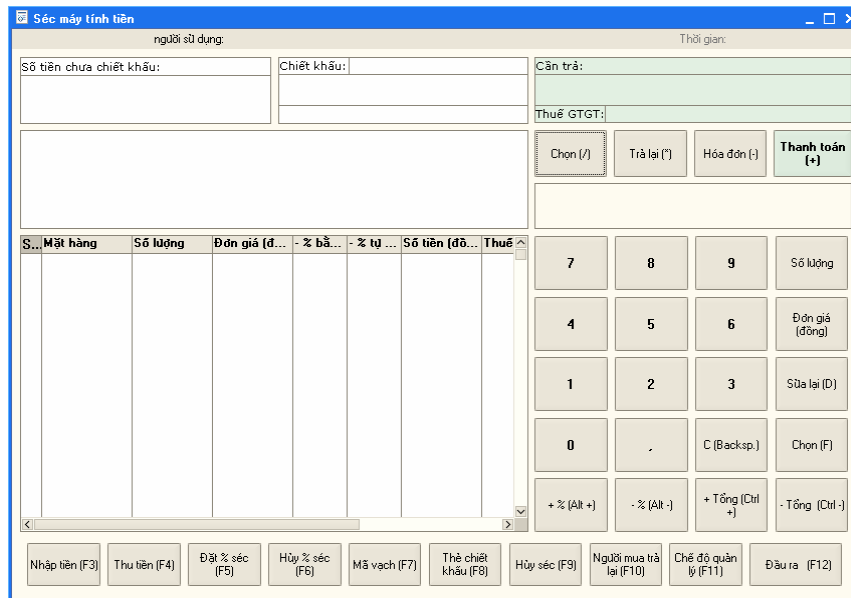 Séc máy tính tiền
người sử dụng: Thời gian:
Số tiền chưa chiết khấu: Chiết khấu: Cần trả:
Thuế GTGT:
Chọn (/) Trả lại (*) Hóa đơn (-) Thanh toán (+)
S... Mặt hàng Số lượng Đơn giá (đ... - % bằ... - % tự ... Số tiền (đồ... Thuế
7 8 9 Số lượng
4 5 6 Đơn giá (đồng)
1 2 3 Sửa lại (D)
0 , C (Backsp.) Chọn (F)
+ % (Alt +) - % (Alt -) + Tổng (Ctrl +) - Tổng (Ctrl -)
Nhập tiền (F3) Thu tiền (F4) Đặt % séc (F5) Hủy % séc (F6) Mã vạch (F7) Thẻ chiết khấu (F8) Hủy séc (F9) Người mua trả lại (F10) Chế độ quản lý (F11) Đầu ra (F12)